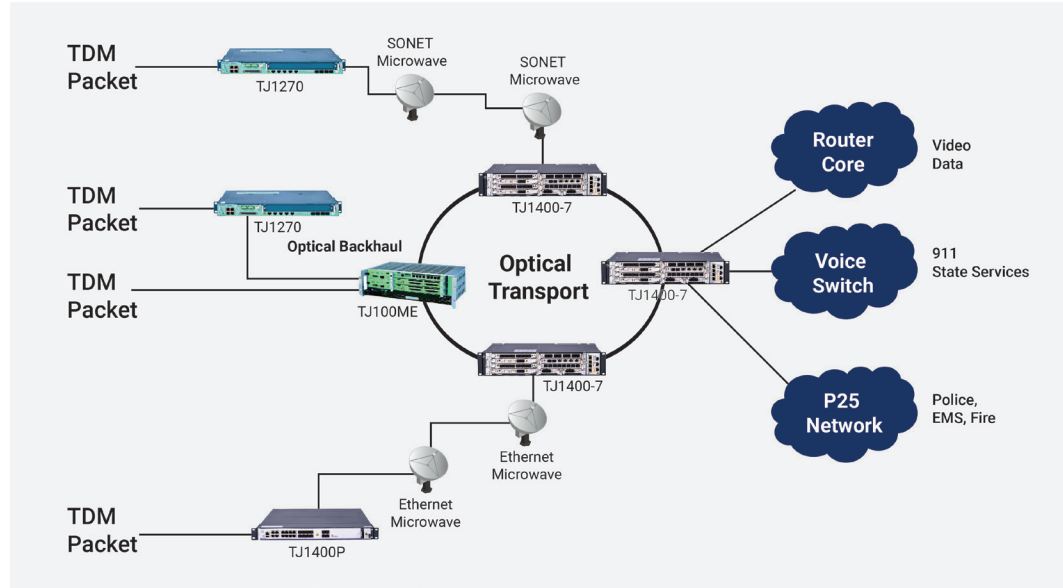 TDM
Packet
TJ1270
SONET
Microwave
SONET
Microwave
TJ1400-7
Router
Core
Video
Data
TDM
Packet
TJ1270
Optical Backhaul
Optical
Transport
TJ1400-7
Voice
Switch
911
State Services
TDM
Packet
TJ100ME
TJ1400-7
P25
Network
Police,
EMS, Fire
Ethernet
Microwave
Ethernet
Microwave
TDM
Packet
TJ1400P